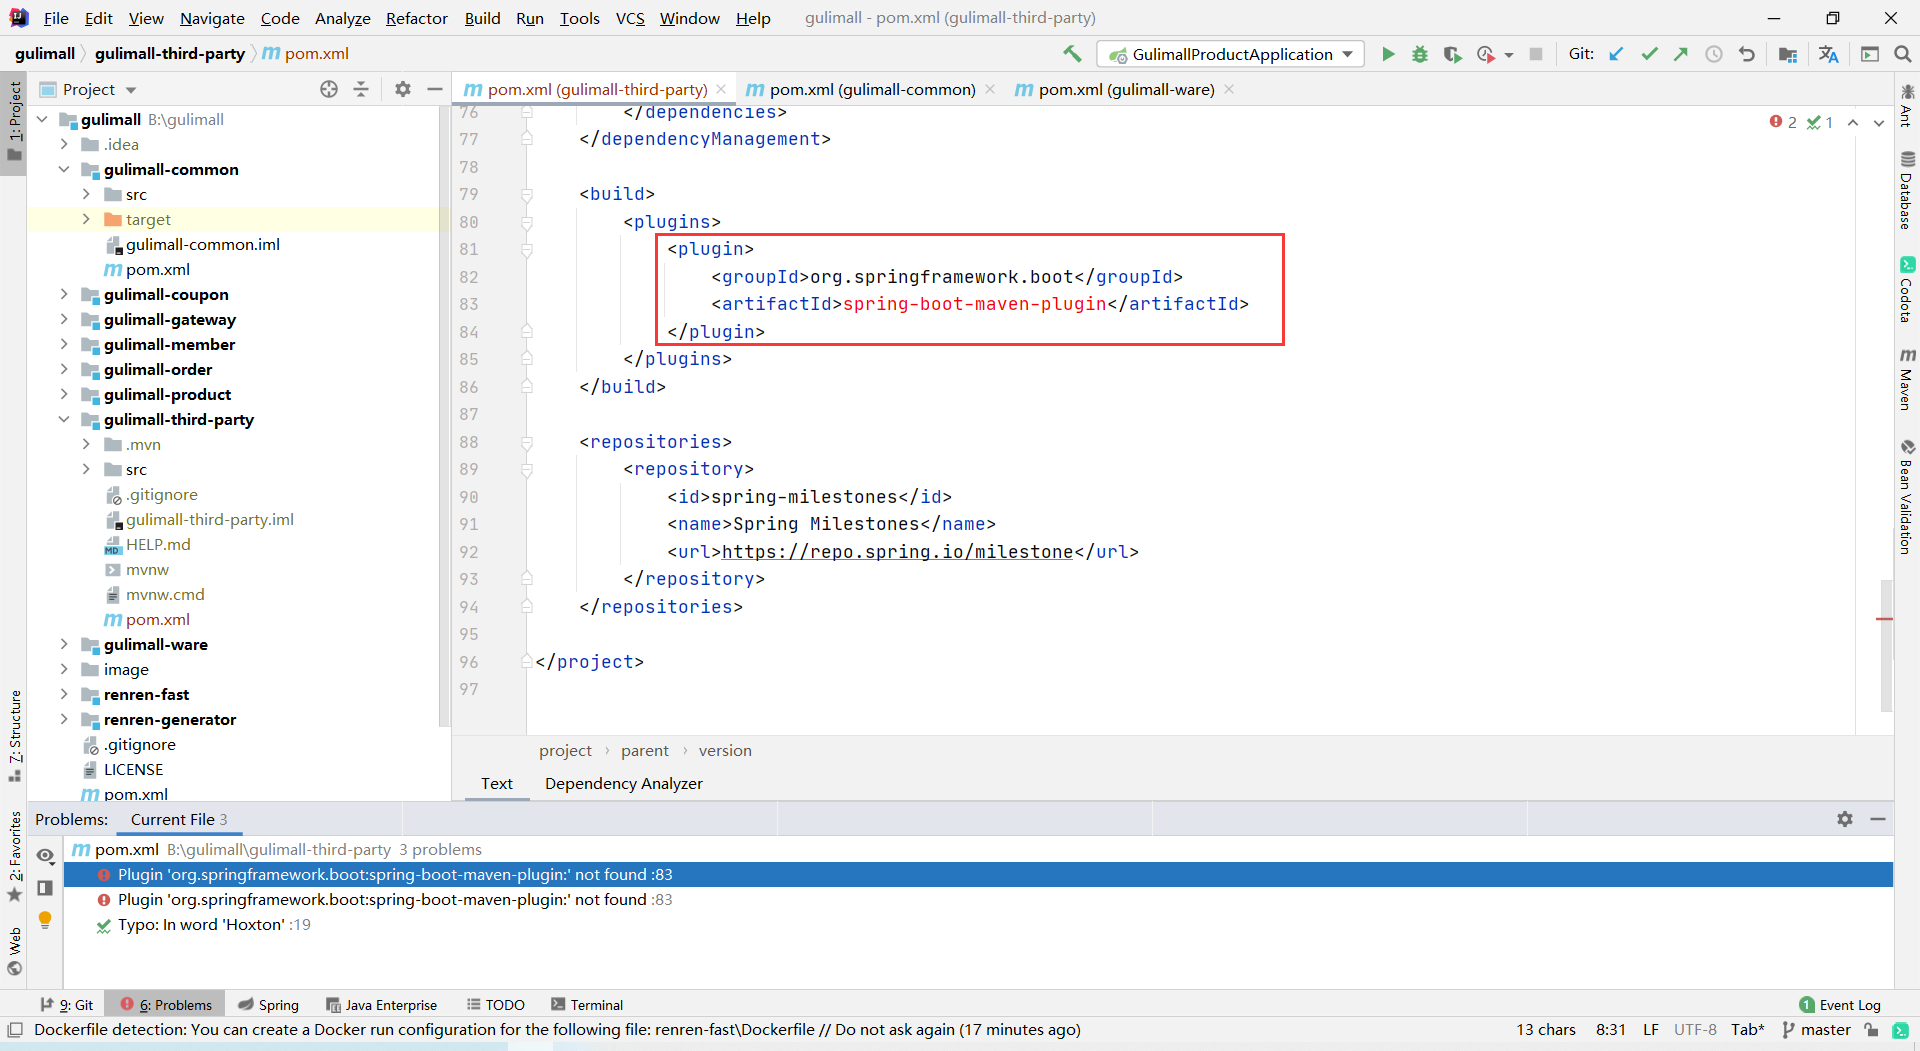 File Edit View Navigate Code Analyze Refactor Build Run Tools VCS Window Help gulimall - pom.xml (gulimall-third-party)
gulimall gulimall-third-party m pom.xml GulimallProductApplication Git:
Project
pom.xml (gulimall-third-party) pom.xml (gulimall-common) pom.xml (gulimall-ware)
1: Project
7: Structure
2: Favorites
Web
gulimall B:\gulimall
.idea
gulimall-common
src
target
gulimall-common.iml
pom.xml
gulimall-coupon
gulimall-gateway
gulimall-member
gulimall-order
gulimall-product
gulimall-third-party
.mvn
src
.gitignore
gulimall-third-party.iml
HELP.md
mvnw
mvnw.cmd
pom.xml
gulimall-ware
image
renren-fast
renren-generator
.gitignore
LICENSE
pom.xml
76 </dependencies>
77 </dependencyManagement>
78
79 <build>
80 <plugins>
81 <plugin>
82 <groupId>org.springframework.boot</groupId>
83 <artifactId>spring-boot-maven-plugin</artifactId>
84 </plugin>
85 </plugins>
86 </build>
87
88 <repositories>
89 <repository>
90 <id>spring-milestones</id>
91 <name>Spring Milestones</name>
92 <url>https://repo.spring.io/milestone</url>
93 </repository>
94 </repositories>
95
96 </project>
97
2 1
Ant
Database
Codota
Maven
Bean Validation
project › parent › version
Text Dependency Analyzer
Problems: Current File 3
pom.xml B:\gulimall\gulimall-third-party 3 problems
Plugin 'org.springframework.boot:spring-boot-maven-plugin:' not found :83
Plugin 'org.springframework.boot:spring-boot-maven-plugin:' not found :83
Typo: In word 'Hoxton' :19
9: Git 6: Problems Spring Java Enterprise TODO Terminal 1 Event Log
Dockerfile detection: You can create a Docker run configuration for the following file: renren-fast\Dockerfile // Do not ask again (17 minutes ago) 13 chars 8:31 LF UTF-8 Tab* master